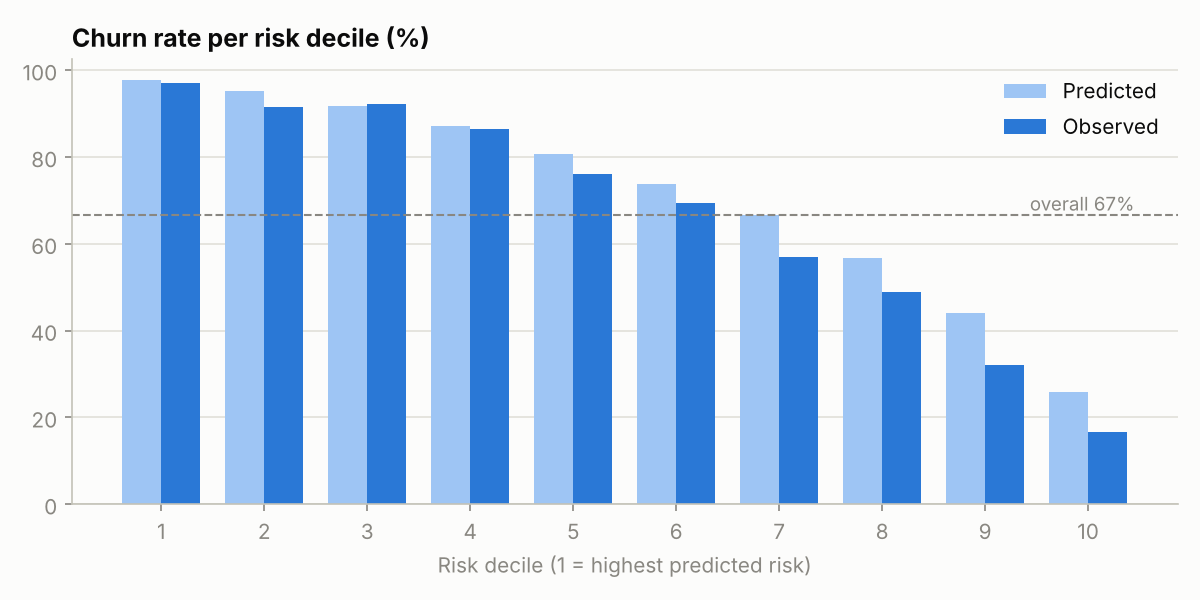 Churn rate per risk decile (%)
100
80
60
40
20
0
Predicted
Observed
overall 67%
1 2 3 4 5 6 7 8 9 10
Risk decile (1 = highest predicted risk)